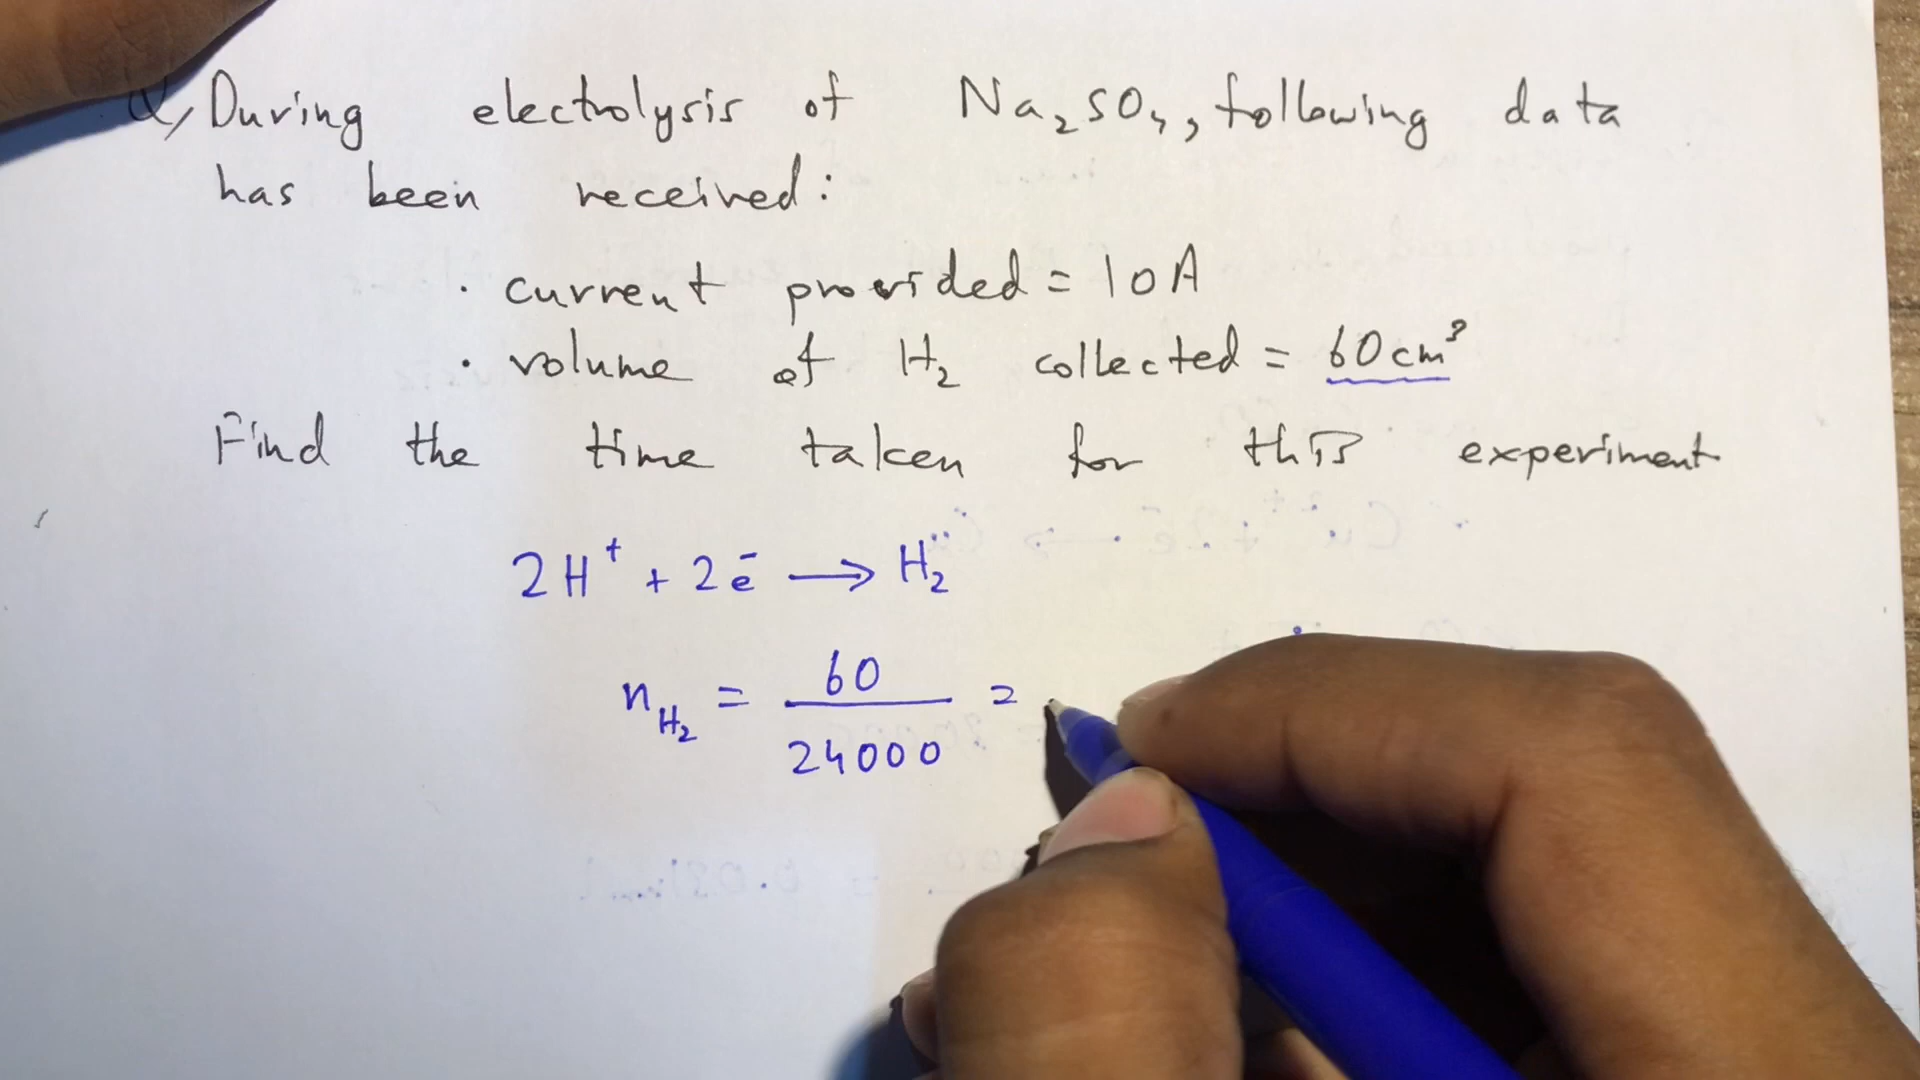 Q, During electrolysis of Na₂SO₄, following data
has been received:
· current provided = 10A
· volume of H₂ collected = 60cm³
Find the time taken for this experiment
2H⁺ + 2e⁻ → H₂
n_H₂ = 60/24000 =